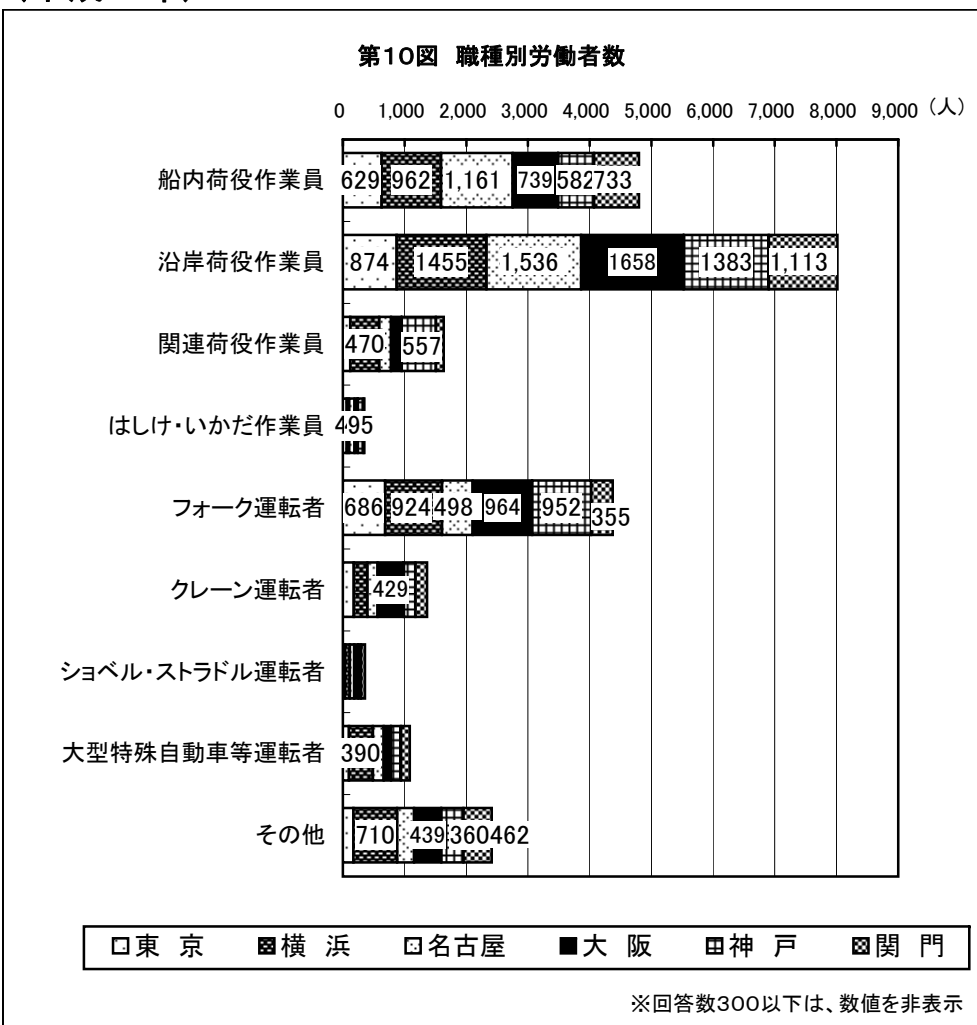 第10図 職種別労働者数
0 1,000 2,000 3,000 4,000 5,000 6,000 7,000 8,000 9,000 (人)
船内荷役作業員 629 962 1,161 739 582 733
沿岸荷役作業員 874 1455 1,536 1658 1383 1,113
関連荷役作業員 470 557
はしけ・いかだ作業員 495
フォーク運転者 686 924 498 964 952 355
クレーン運転者 429
ショベル・ストラドル運転者
大型特殊自動車等運転者 390
その他 710 439 360 462
東 京 横 浜 名古屋 大 阪 神 戸 関 門
※回答数300以下は、数値を非表示